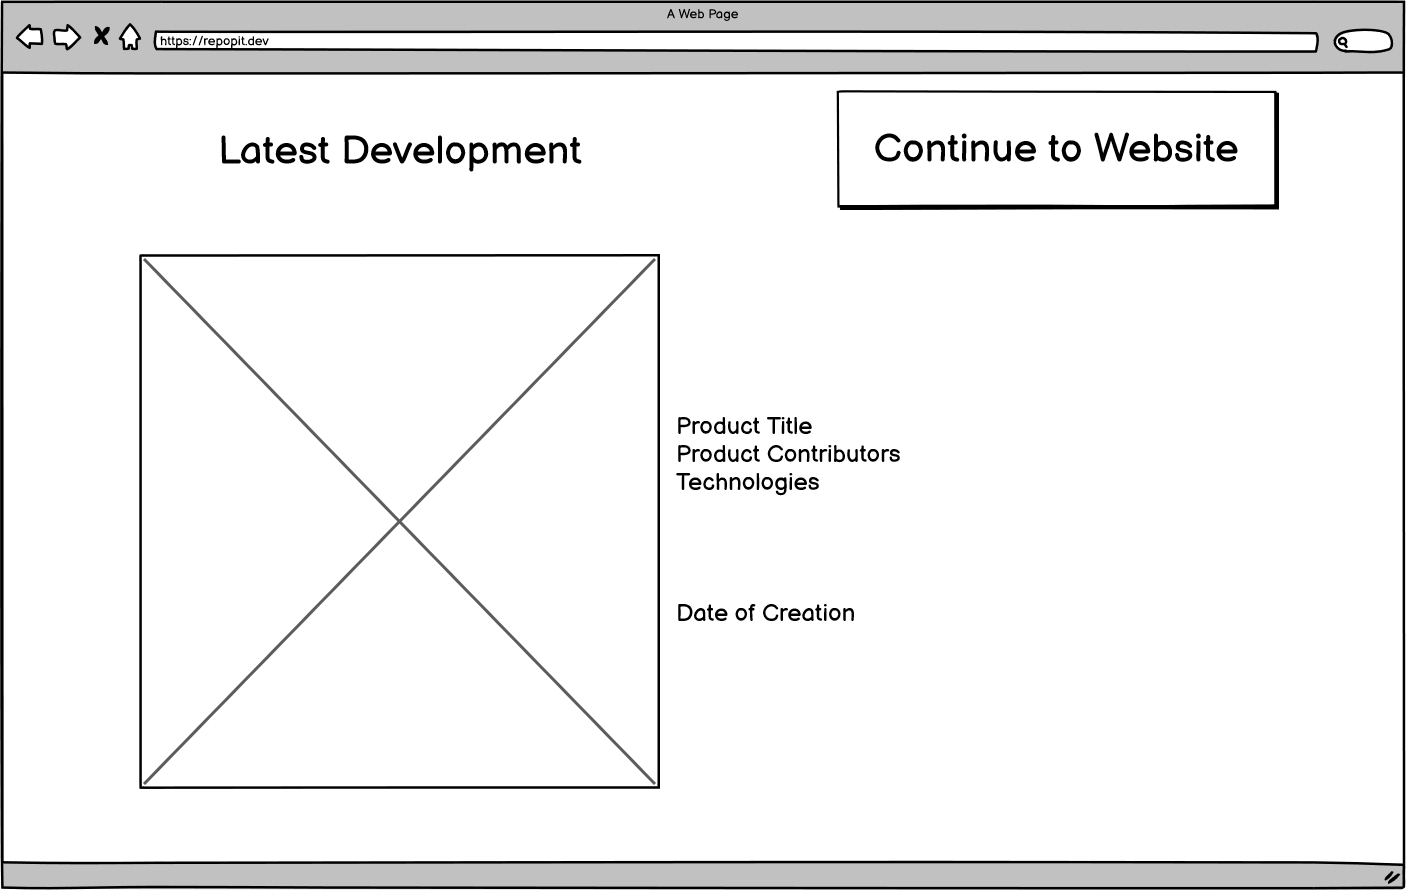 A Web Page
https://repopit.dev
Latest Development
Continue to Website
Product Title
Product Contributors
Technologies
Date of Creation